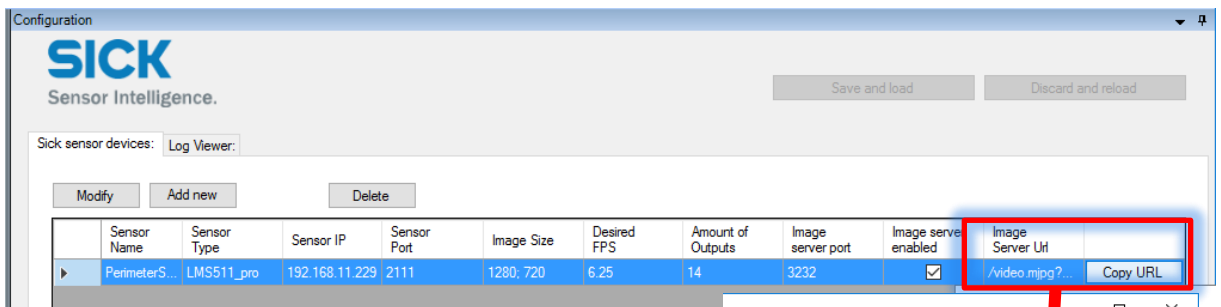 Configuration
SICK
Sensor Intelligence.
Save and load
Discard and reload
Sick sensor devices:
Log Viewer:
Modify
Add new
Delete
Sensor Name
Sensor Type
Sensor IP
Sensor Port
Image Size
Desired FPS
Amount of Outputs
Image server port
Image server enabled
Image Server Url
PerimeterS...
LMS511_pro
192.168.11.229
2111
1280; 720
6.25
14
3232
/video.mjpg?...
Copy URL